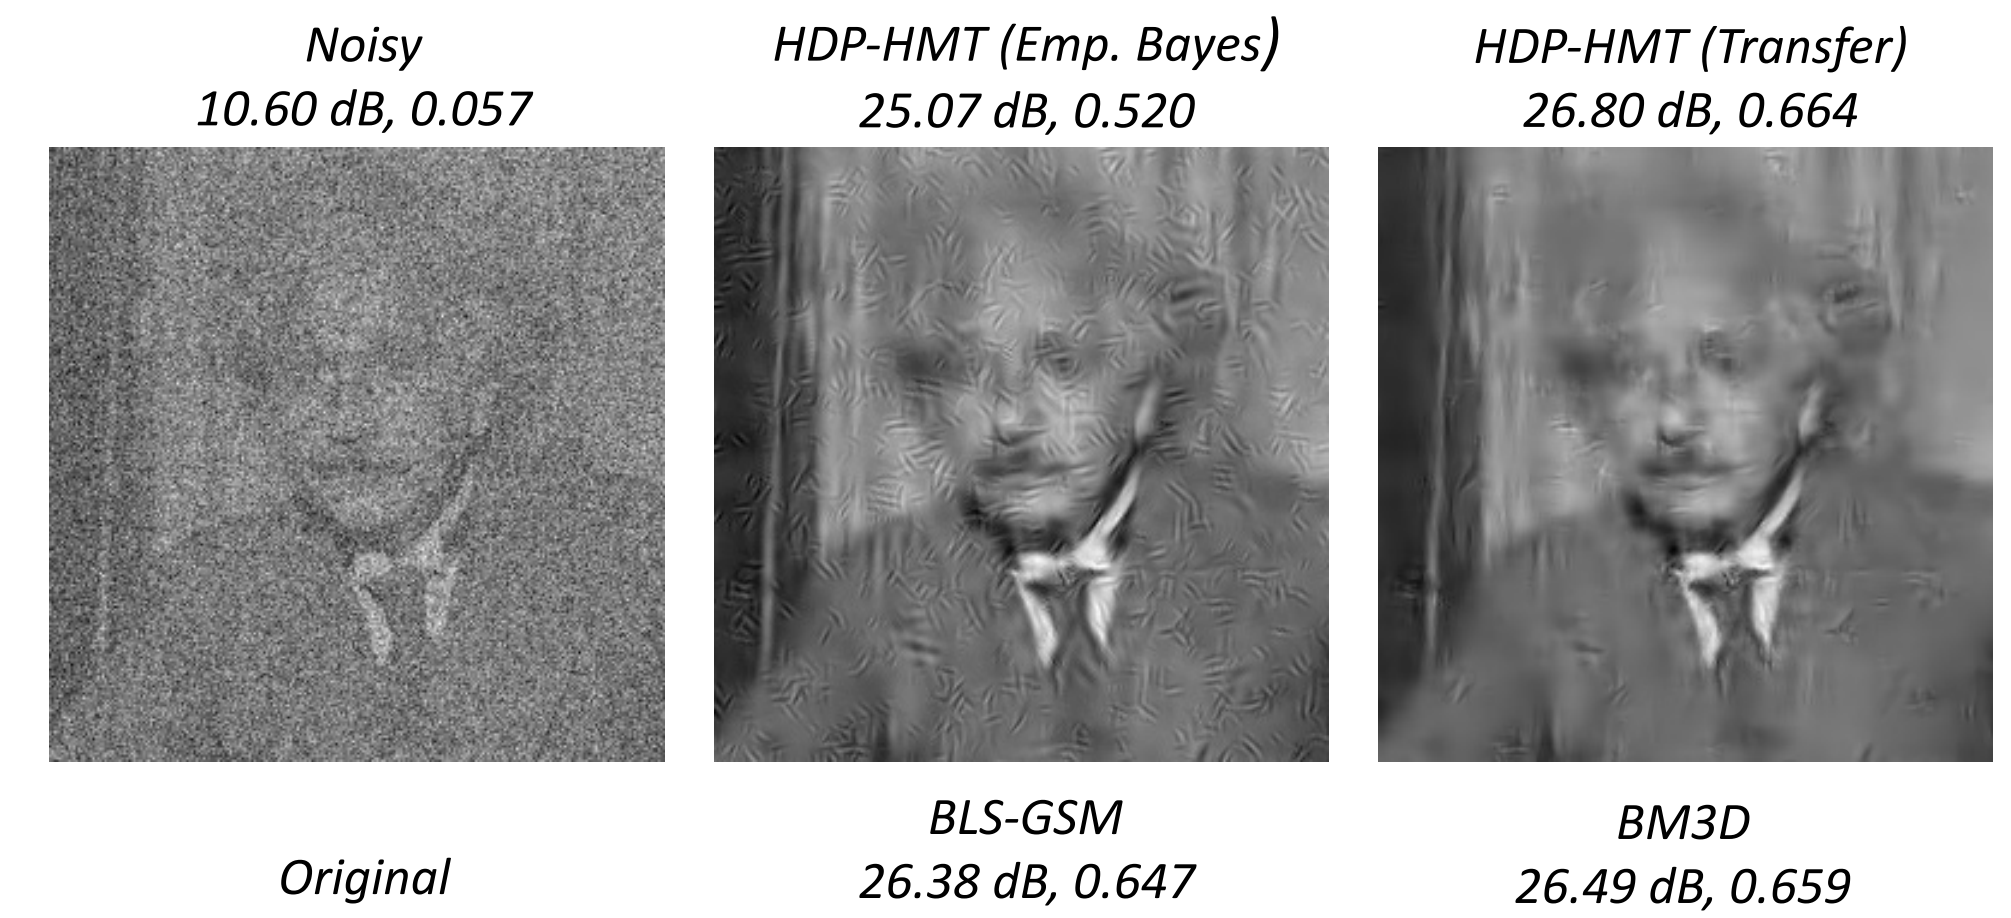 Noisy
10.60 dB, 0.057
HDP-HMT (Emp. Bayes)
25.07 dB, 0.520
HDP-HMT (Transfer)
26.80 dB, 0.664
Original
BLS-GSM
26.38 dB, 0.647
BM3D
26.49 dB, 0.659